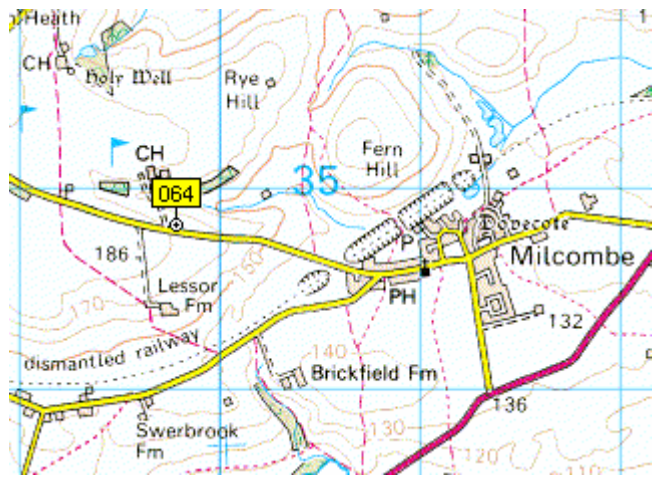 Heath
1
CH
Holy Well
Rye
Hill
Fern
Hill
CH
35
064
P
Dovecote
P
186
150
Milcombe
Lessor
Fm
170
PH
132
dismantled railway
140
Brickfield Fm
P
136
Swerbrook
Fm
130
120
110